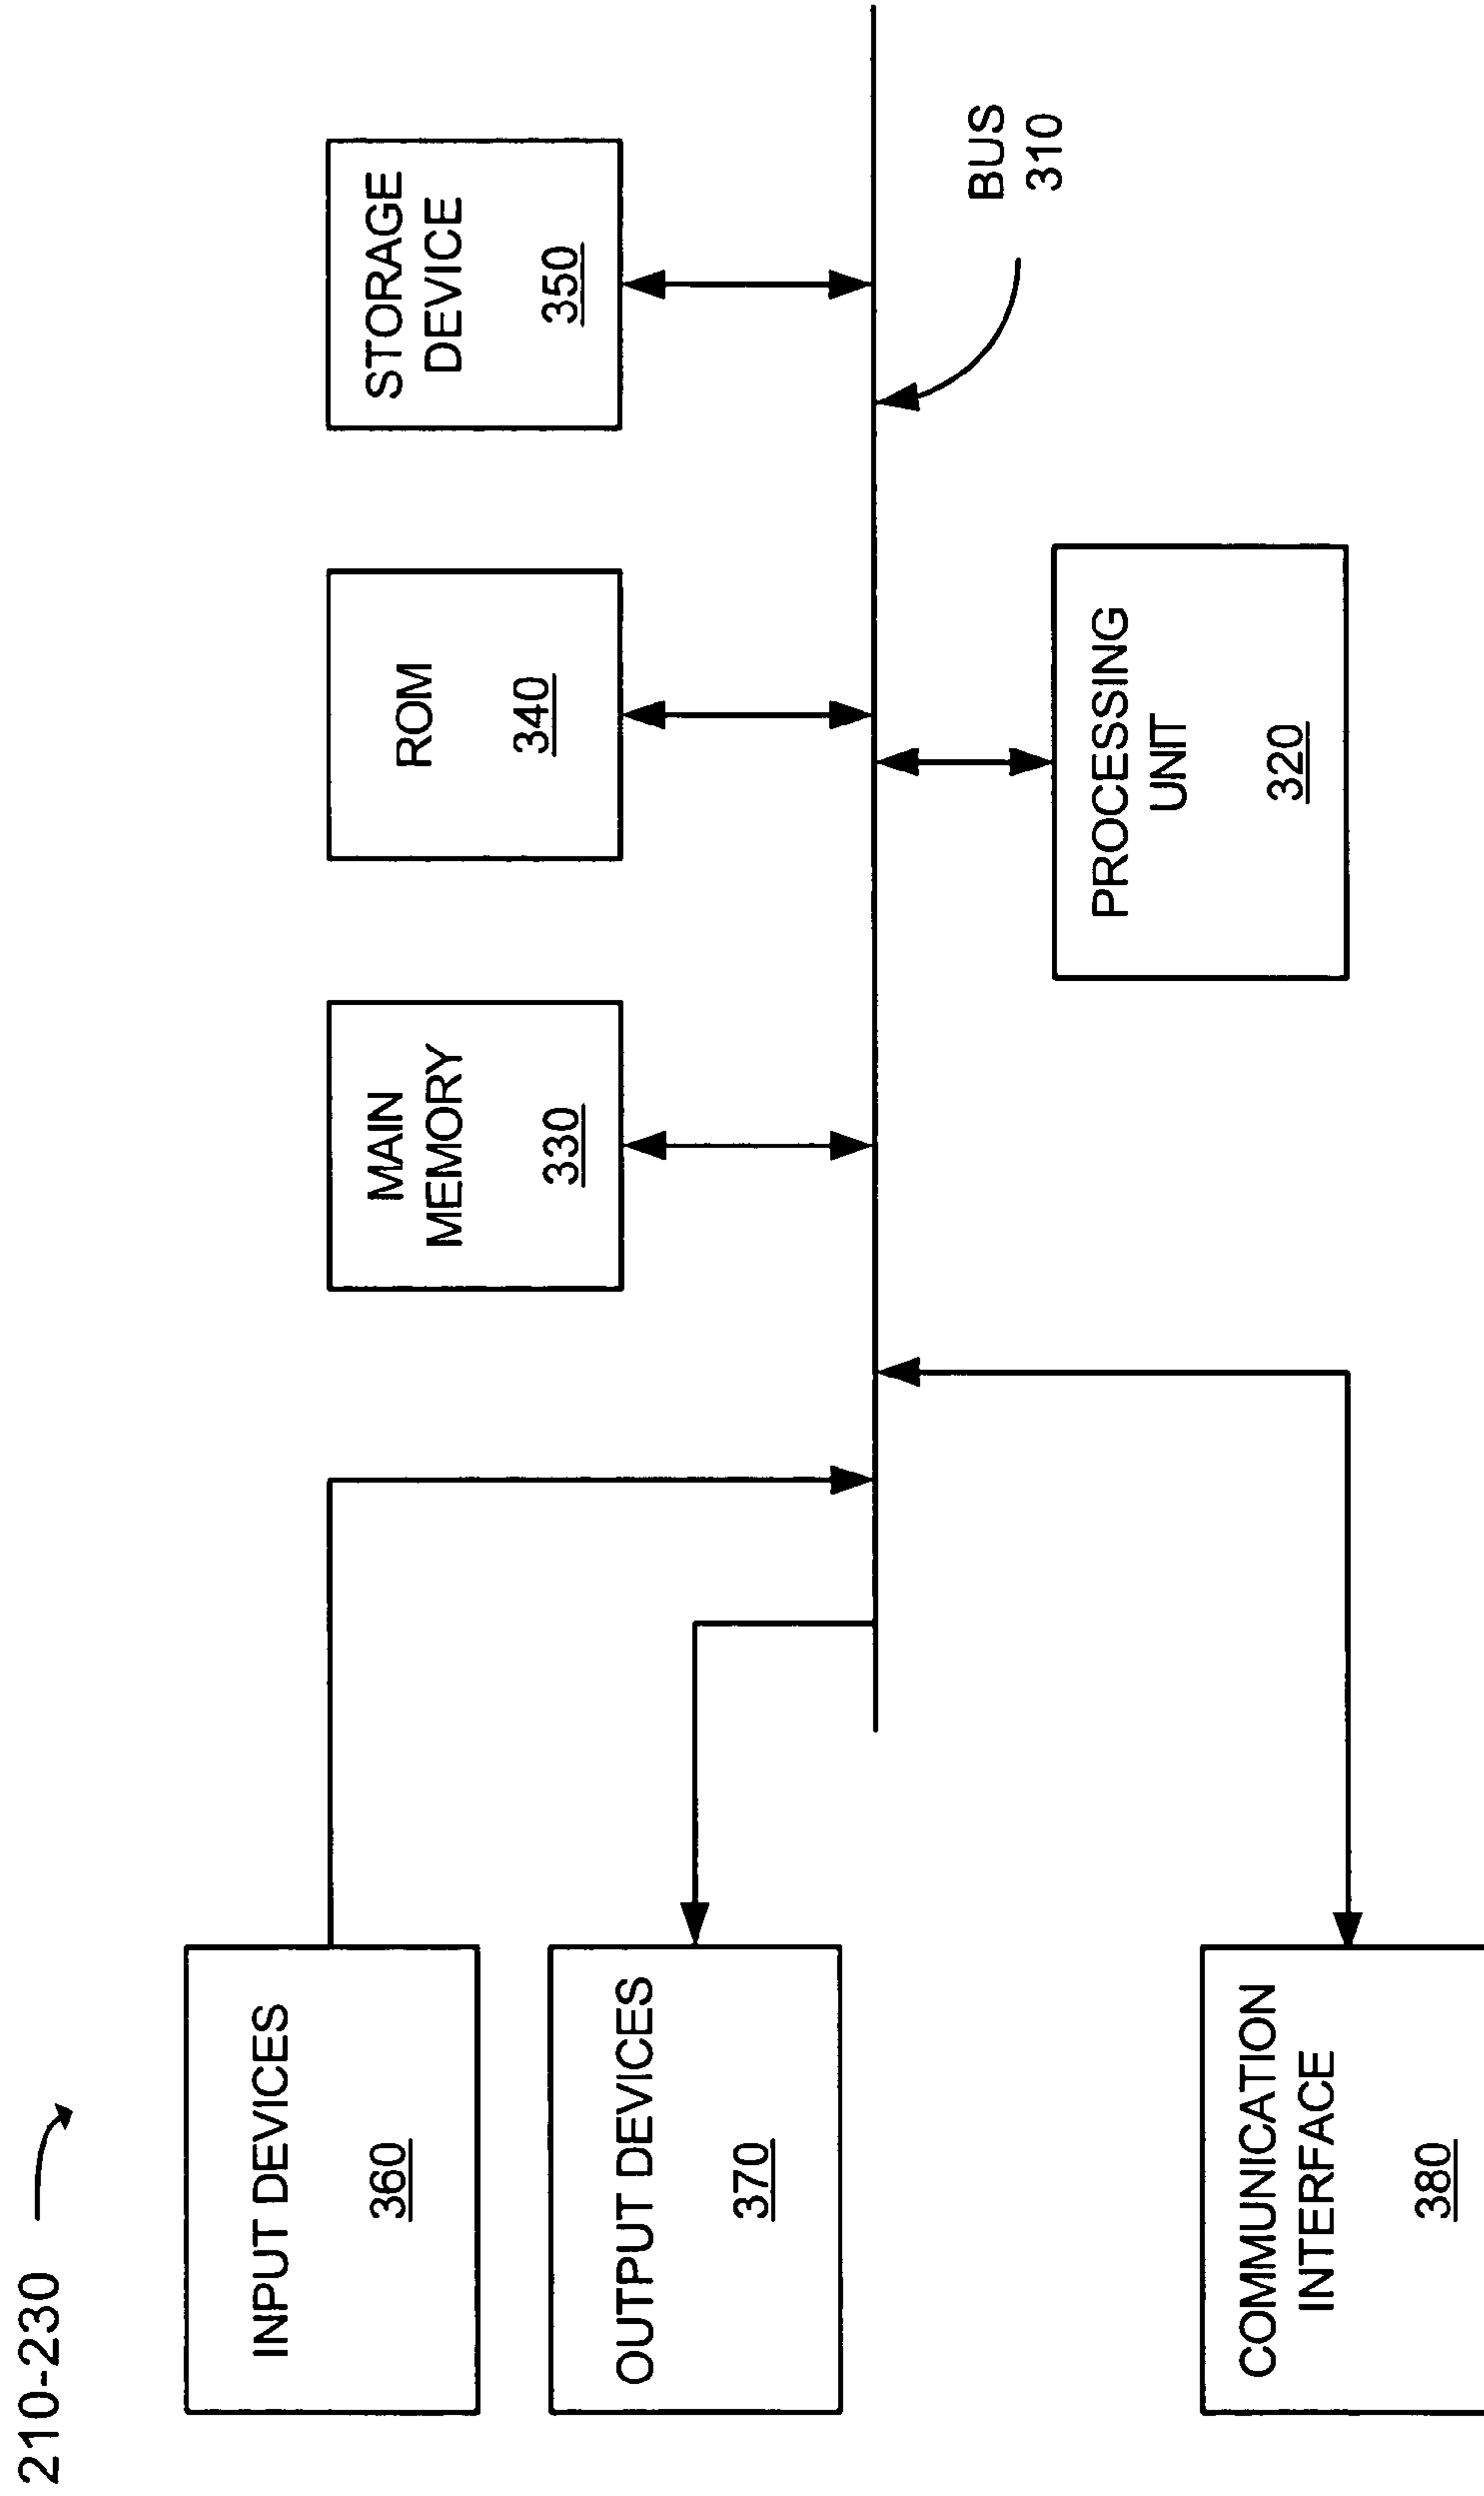 210-230
INPUT DEVICES
360
OUTPUT DEVICES
370
COMMUNICATION
INTERFACE
380
MAIN
MEMORY
330
ROM
340
STORAGE
DEVICE
350
PROCESSING
UNIT
320
BUS
310